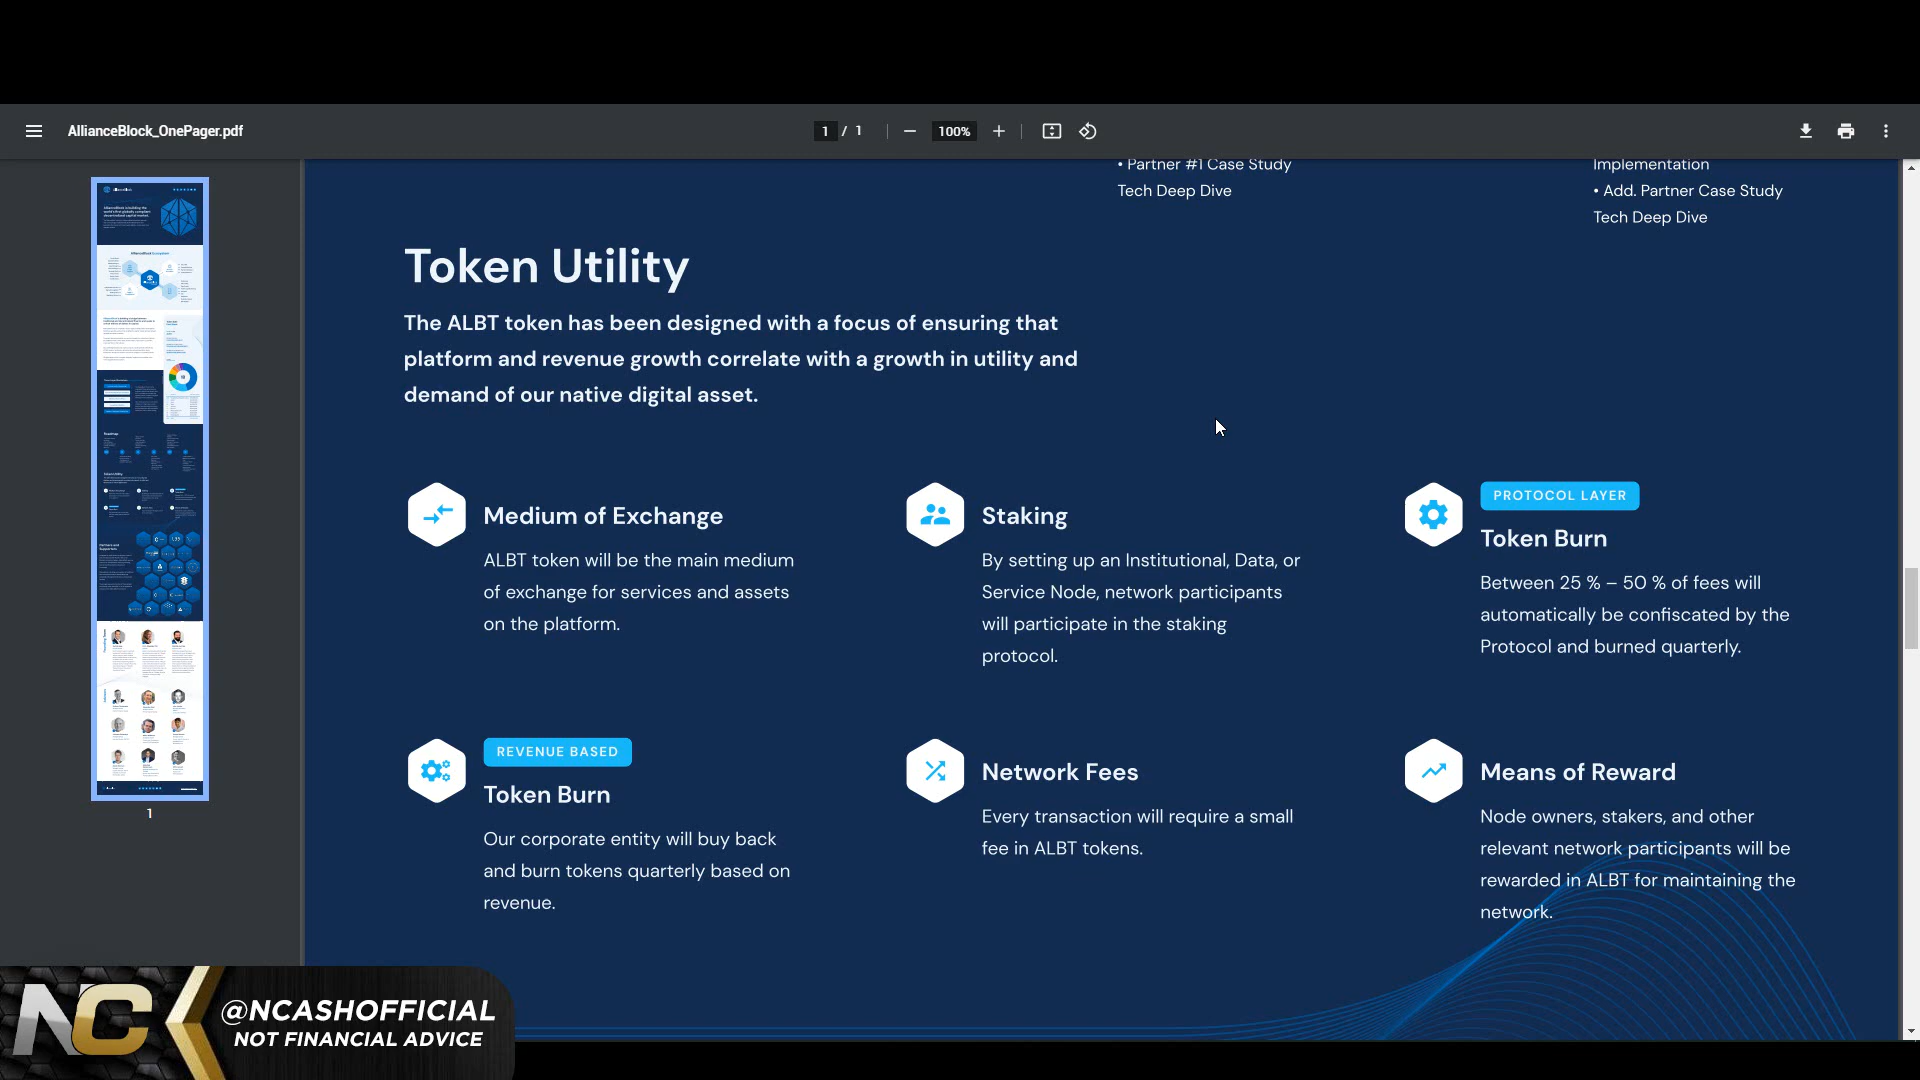 AllianceBlock_OnePager.pdf
1 / 1
100%
• Partner #1 Case Study
Tech Deep Dive
Implementation
• Add. Partner Case Study
Tech Deep Dive
Token Utility
The ALBT token has been designed with a focus of ensuring that
platform and revenue growth correlate with a growth in utility and
demand of our native digital asset.
Medium of Exchange
ALBT token will be the main medium
of exchange for services and assets
on the platform.
Staking
By setting up an Institutional, Data, or
Service Node, network participants
will participate in the staking
protocol.
PROTOCOL LAYER
Token Burn
Between 25 % – 50 % of fees will
automatically be confiscated by the
Protocol and burned quarterly.
REVENUE BASED
Token Burn
Our corporate entity will buy back
and burn tokens quarterly based on
revenue.
Network Fees
Every transaction will require a small
fee in ALBT tokens.
Means of Reward
Node owners, stakers, and other
relevant network participants will be
rewarded in ALBT for maintaining the
network.
1
NC
@NCASHOFFICIAL
NOT FINANCIAL ADVICE